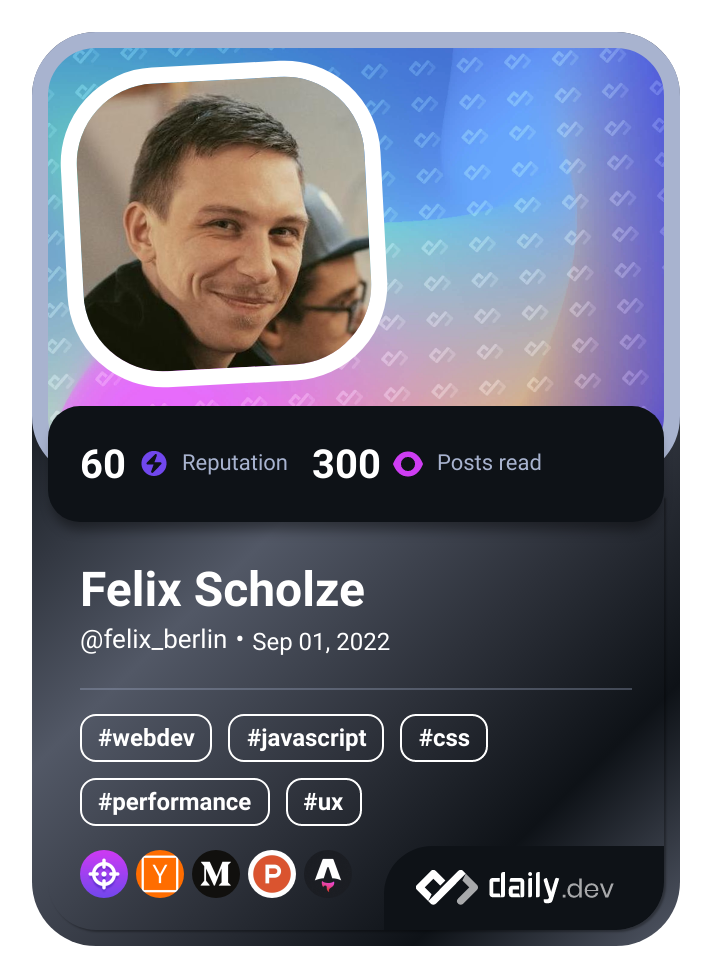 60 Reputation 300 Posts read
Felix Scholze
@felix_berlin • Sep 01, 2022
#webdev #javascript #css
#performance #ux
Y M P daily.dev